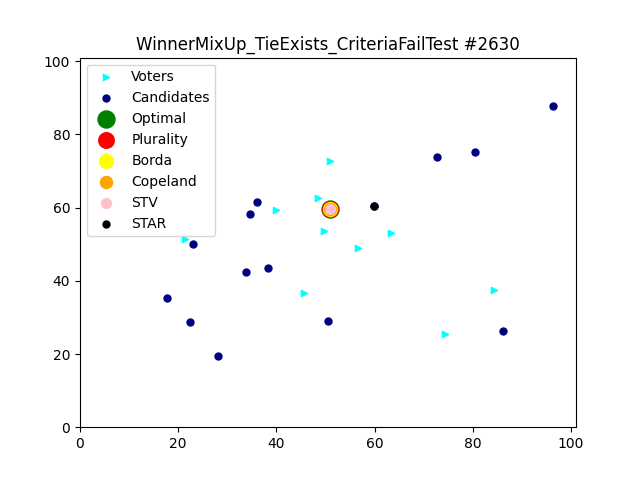 WinnerMixUp_TieExists_CriteriaFailTest #2630
100
80
60
40
20
0
Voters
Candidates
Optimal
Plurality
Borda
Copeland
STV
STAR
0 20 40 60 80 100